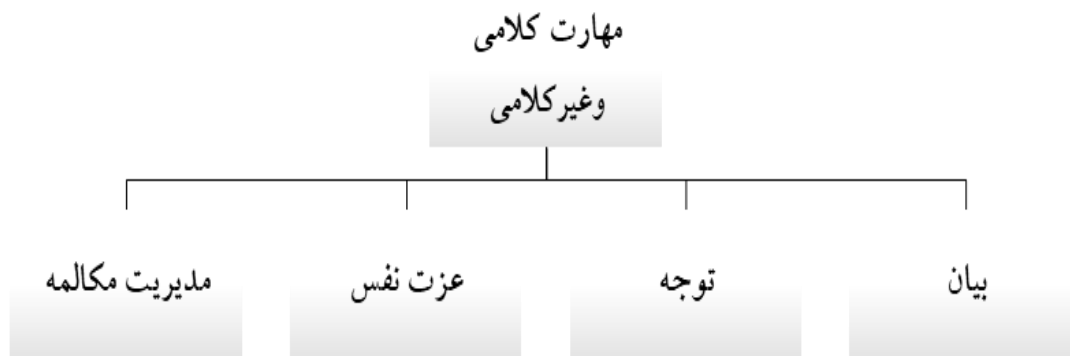 مهارت کلامی
وغیرکلامی
بیان
توجه
عزت نفس
مدیریت مکالمه